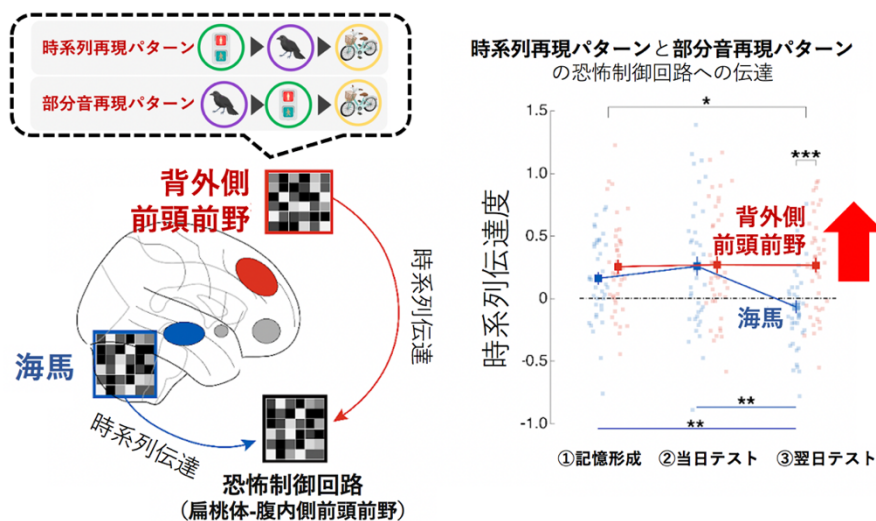 時系列再現パターン
部分音再現パターン
背外側
前頭前野
時系列伝達
海馬
時系列伝達
恐怖制御回路
（扁桃体-腹内側前頭前野）
時系列再現パターンと部分音再現パターン
の恐怖制御回路への伝達
時系列伝達度
1.5
1.0
0.5
0
-0.5
-1.0
*
***
背外側
前頭前野
海馬
**
**
①記憶形成 ②当日テスト ③翌日テスト